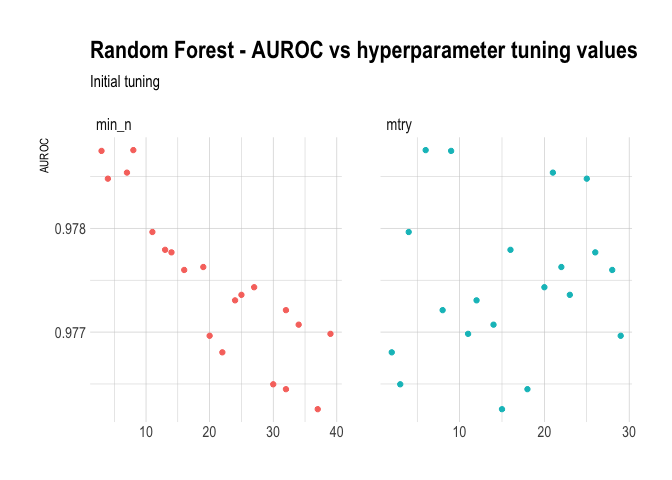 Random Forest - AUROC vs hyperparameter tuning values
Initial tuning
min_n
mtry
AUROC
0.978
0.977
10 20 30 40
10 20 30